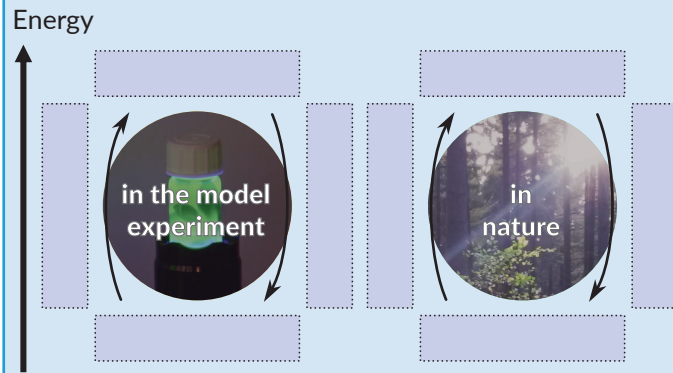 Energy
in the model
experiment
in
nature